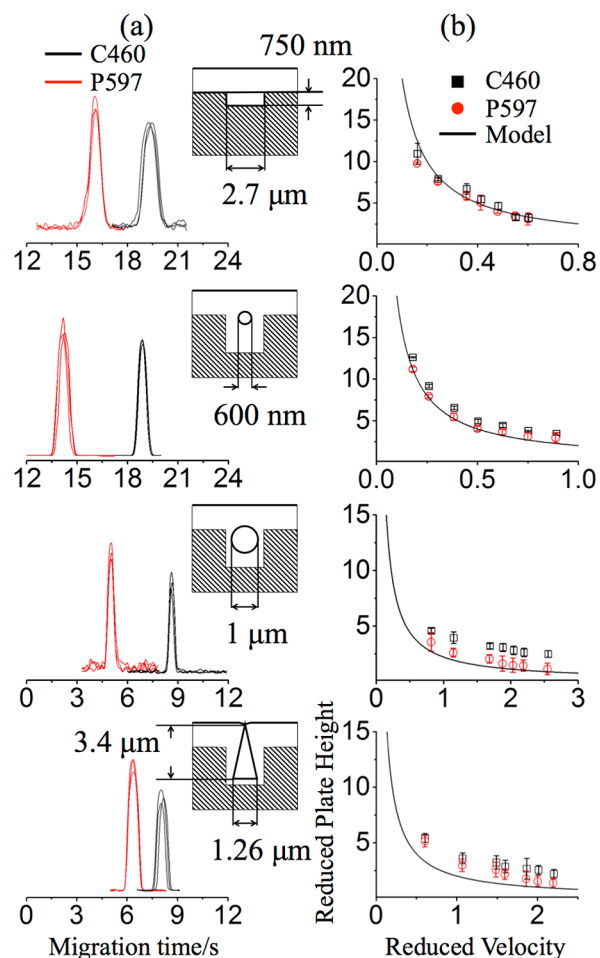 (a)
(b)
C460
P597
750 nm
2.7 μm
12 15 18 21 24
20
15
10
5
C460
P597
Model
0.0 0.4 0.8
600 nm
12 15 18 21 24
20
15
10
5
0.0 0.5 1.0
1 μm
0 3 6 9 12
15
10
5
0 1 2 3
3.4 μm
1.26 μm
0 3 6 9 12
Migration time/s
Reduced Plate Height
15
10
5
0 1 2
Reduced Velocity